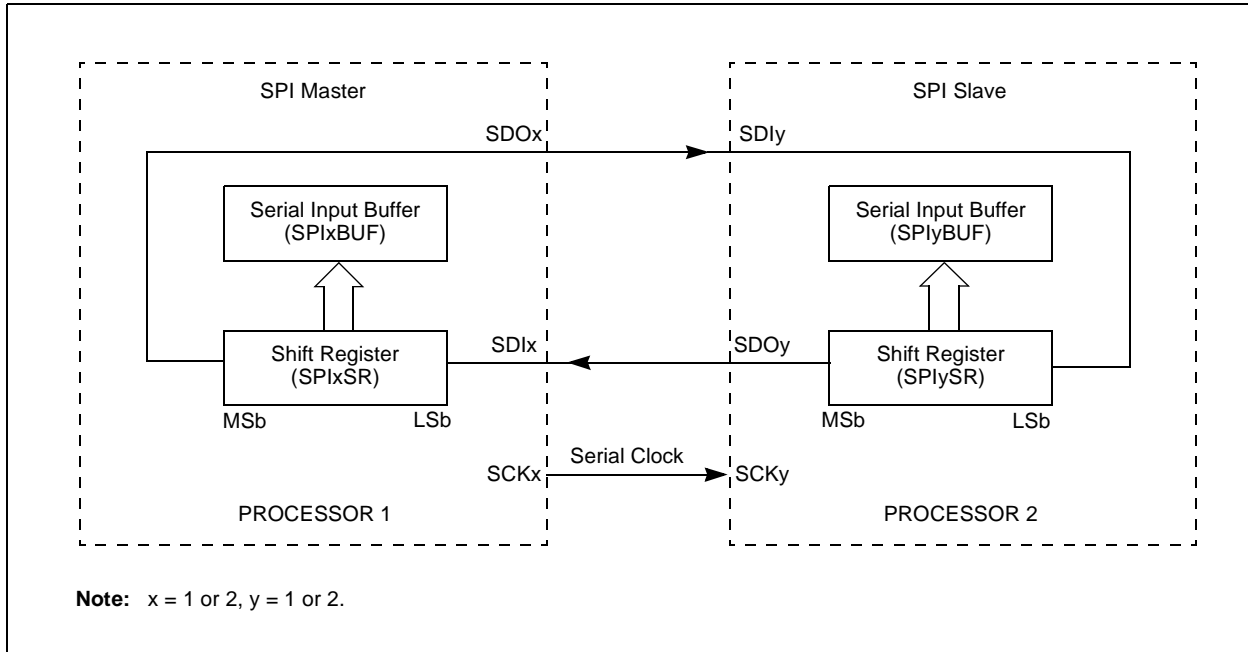 SPI Master
SPI Slave
SDOx
SDIy
Serial Input Buffer
(SPIxBUF)
Serial Input Buffer
(SPIyBUF)
Shift Register
(SPIxSR)
SDIx
SDOy
Shift Register
(SPIySR)
MSb
LSb
MSb
LSb
Serial Clock
SCKx
SCKy
PROCESSOR 1
PROCESSOR 2
Note: x = 1 or 2, y = 1 or 2.